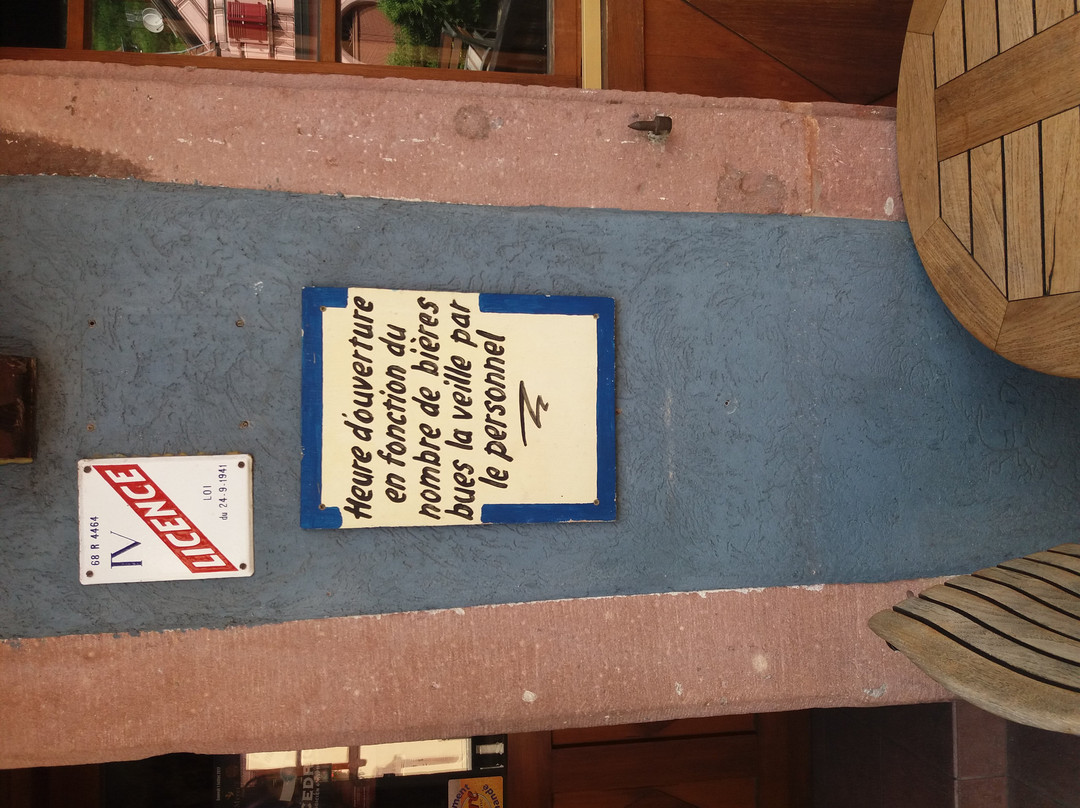 68 R 4464
IV
LICENCE
LOI
du 24-9-1941
Heure d'ouverture
en fonction du
nombre de bières
bues la veille par
le personnel